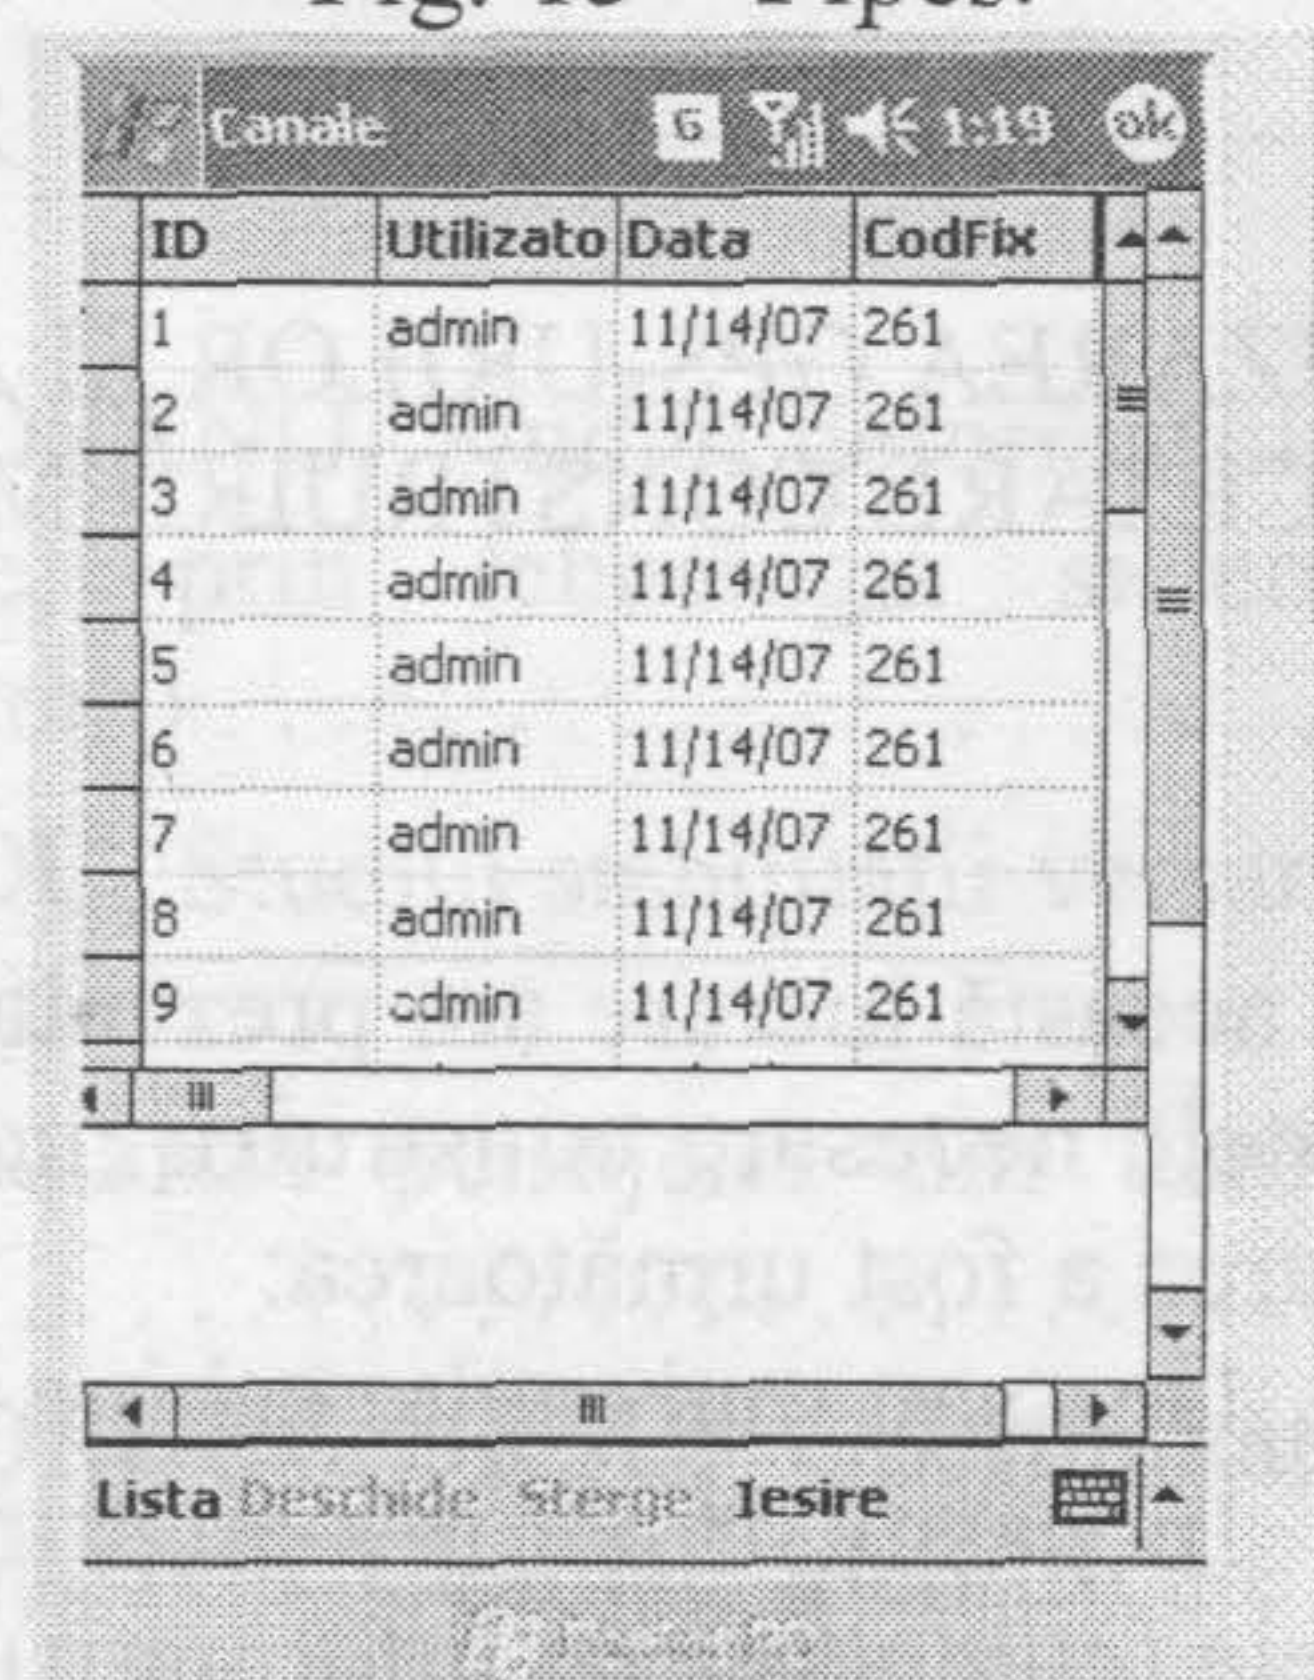 Canale G 1:19 ok
ID Utilizato Data CodFix
1 admin 11/14/07 261
2 admin 11/14/07 261
3 admin 11/14/07 261
4 admin 11/14/07 261
5 admin 11/14/07 261
6 admin 11/14/07 261
7 admin 11/14/07 261
8 admin 11/14/07 261
9 admin 11/14/07 261
Lista Deschide Sterge Iesire
Pocket PC